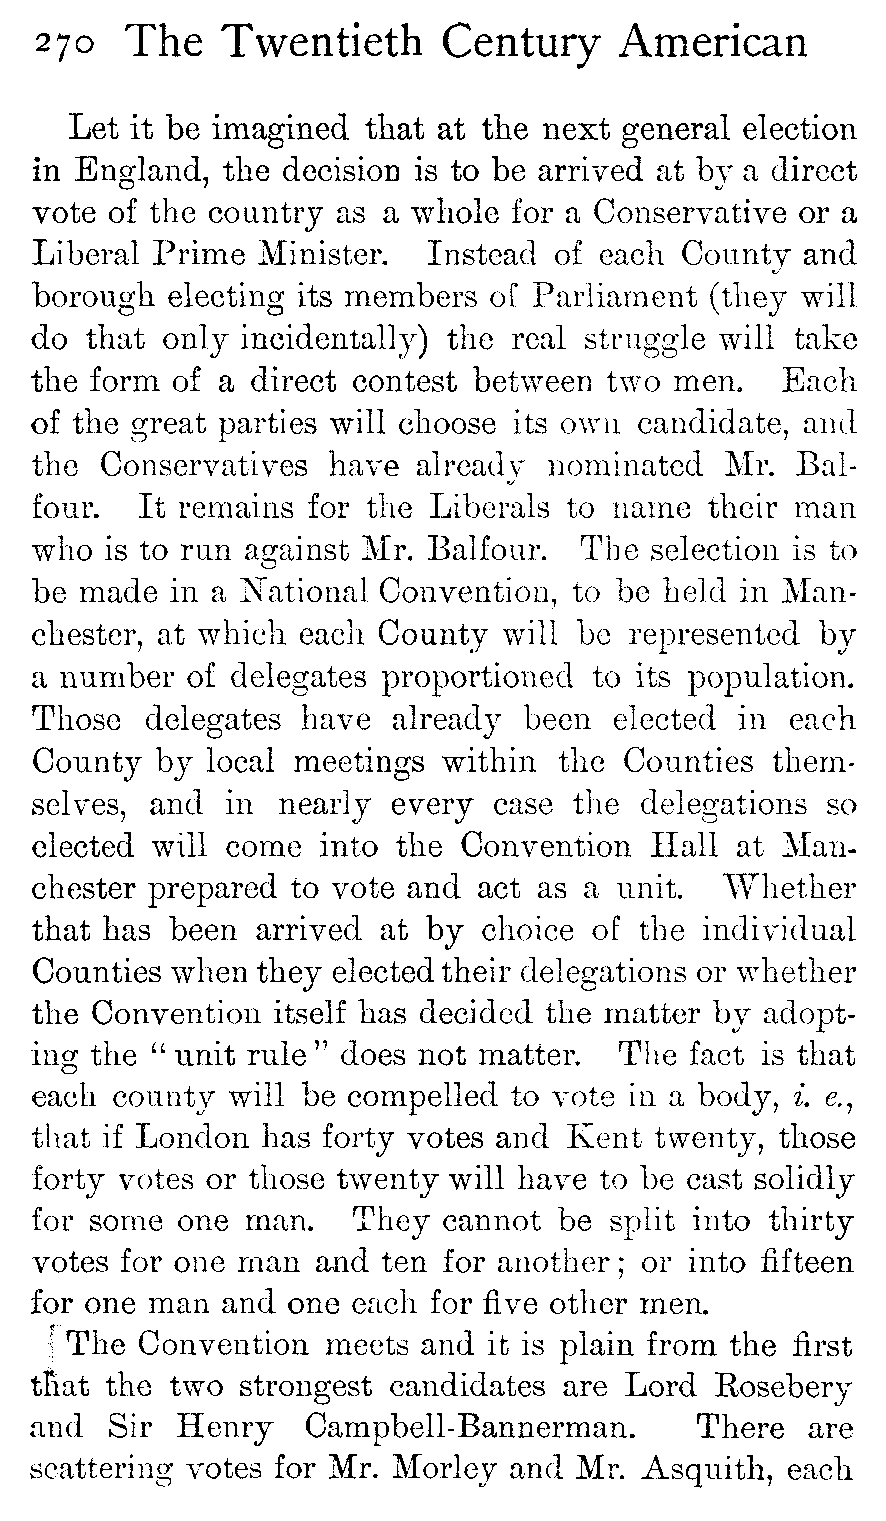 270 The Twentieth Century American
Let it be imagined that at the next general election
in England, the decision is to be arrived at by a direct
vote of the country as a whole for a Conservative or a
Liberal Prime Minister. Instead of each County and
borough electing its members of Parliament (they will
do that only incidentally) the real struggle will take
the form of a direct contest between two men. Each
of the great parties will choose its own candidate, and
the Conservatives have already nominated Mr. Bal-
four. It remains for the Liberals to name their man
who is to run against Mr. Balfour. The selection is to
be made in a National Convention, to be held in Man-
chester, at which each County will be represented by
a number of delegates proportioned to its population.
Those delegates have already been elected in each
County by local meetings within the Counties them-
selves, and in nearly every case the delegations so
elected will come into the Convention Hall at Man-
chester prepared to vote and act as a unit. Whether
that has been arrived at by choice of the individual
Counties when they elected their delegations or whether
the Convention itself has decided the matter by adopt-
ing the "unit rule" does not matter. The fact is that
each county will be compelled to vote in a body, i. e.,
that if London has forty votes and Kent twenty, those
forty votes or those twenty will have to be cast solidly
for some one man. They cannot be split into thirty
votes for one man and ten for another; or into fifteen
for one man and one each for five other men.
The Convention meets and it is plain from the first
that the two strongest candidates are Lord Rosebery
and Sir Henry Campbell-Bannerman. There are
scattering votes for Mr. Morley and Mr. Asquith, each